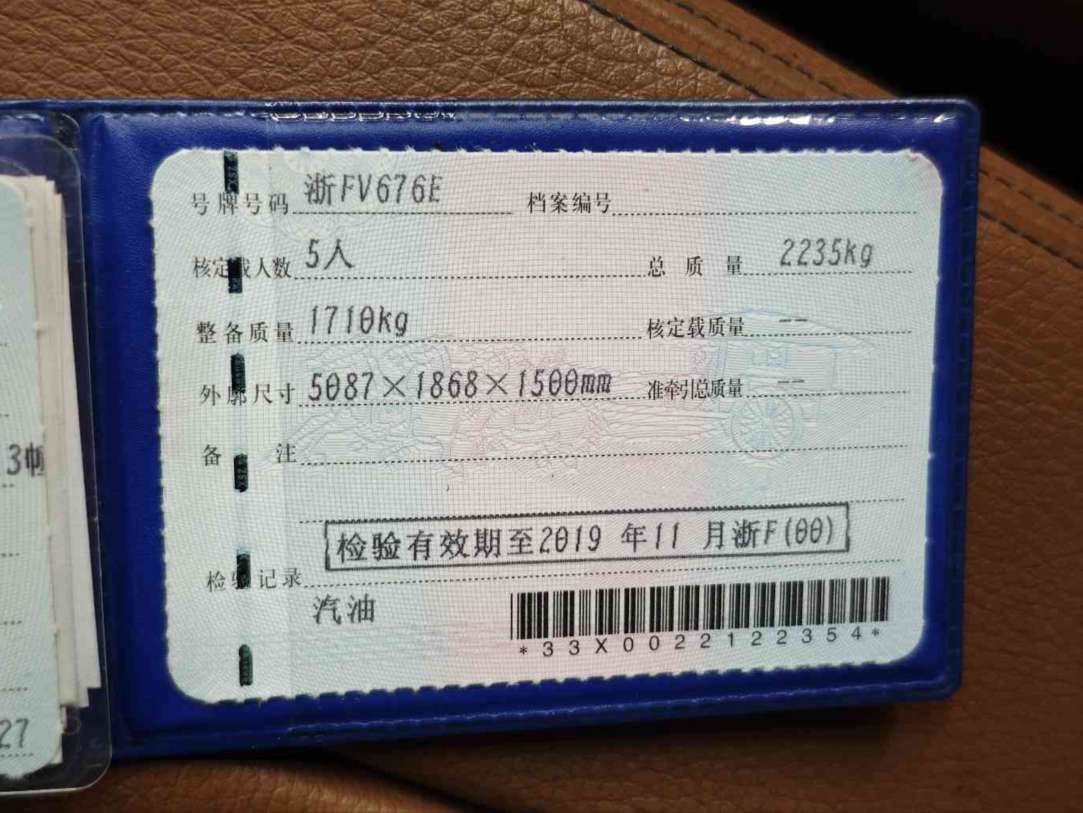 号牌号码 浙FV676E 档案编号
核定载人数 5人 总质量 2235kg
整备质量 1710kg 核定载质量 --
外廓尺寸 5087×1868×1500mm 准牵引总质量 --
备注
检验有效期至2019 年11 月浙F(00)
检验记录
汽油
*33X0022122354*
3幢
27